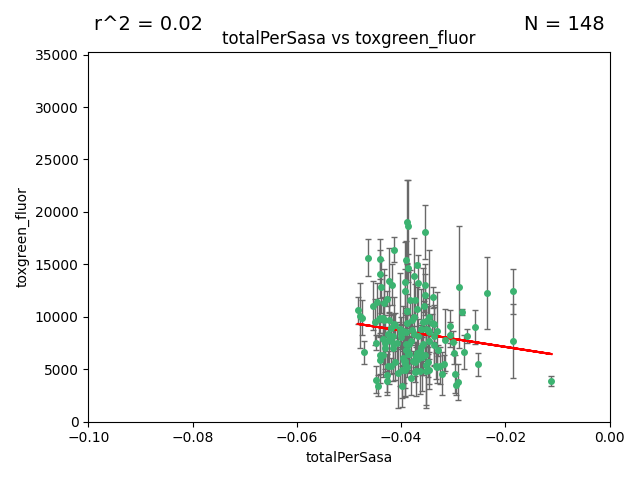 r^2 = 0.02
N = 148
totalPerSasa vs toxgreen_fluor
35000
30000
25000
20000
15000
10000
5000
0
toxgreen_fluor
−0.10
−0.08
−0.06
−0.04
−0.02
0.00
totalPerSasa